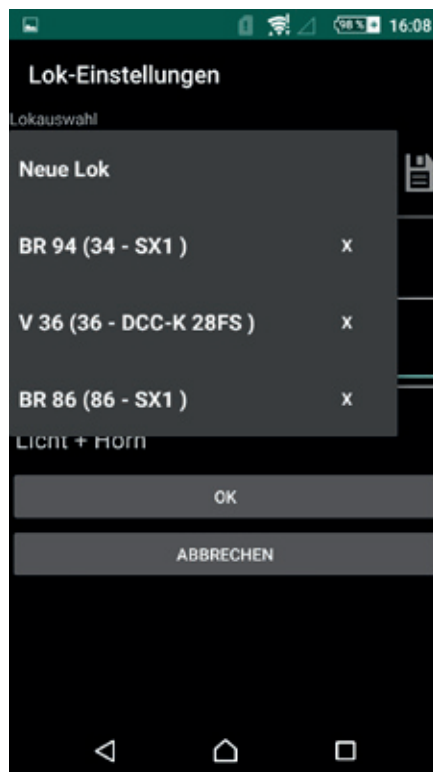 98 % 16:08
Lok-Einstellungen
Lokauswahl
Neue Lok
BR 94 (34 - SX1 ) X
V 36 (36 - DCC-K 28FS ) X
BR 86 (86 - SX1 ) X
Licht + Horn
OK
ABBRECHEN